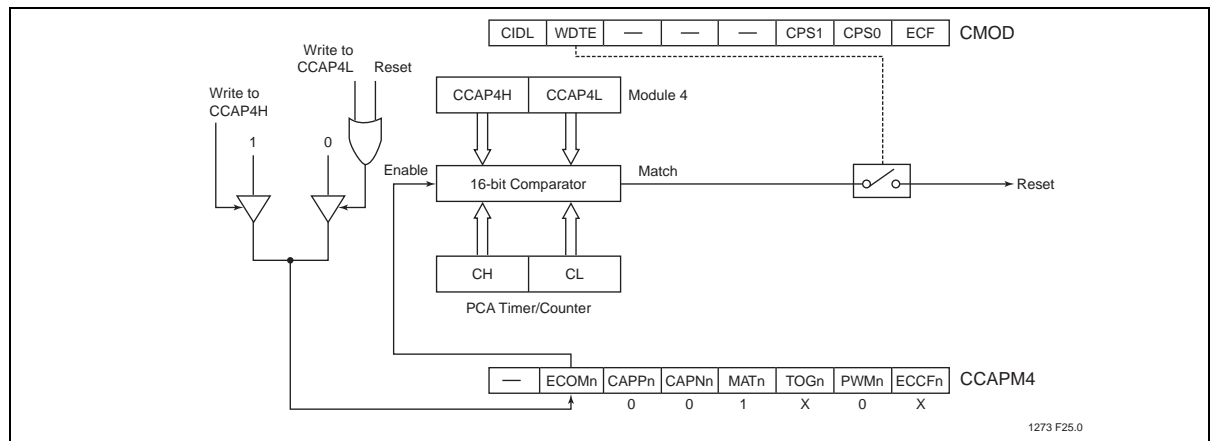 CIDL WDTE — — — CPS1 CPS0 ECF CMOD
Write to
CCAP4L Reset
Write to
CCAP4H
CCAP4H CCAP4L Module 4
1 0
Enable
16-bit Comparator
Match
Reset
CH CL
PCA Timer/Counter
— ECOMn CAPPn CAPNn MATn TOGn PWMn ECCFn CCAPM4
0 0 1 X 0 X
1273 F25.0